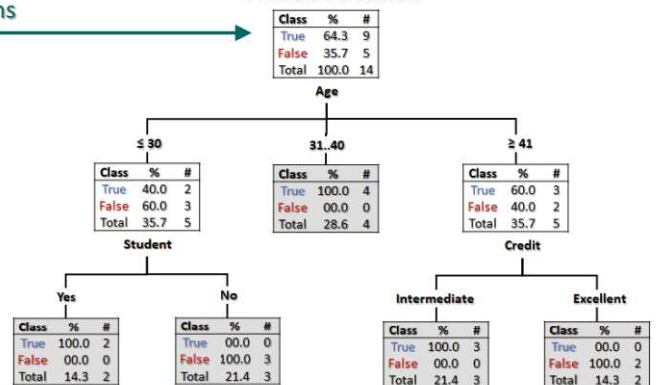 ns
Class % #
True 64.3 9
False 35.7 5
Total 100.0 14
Age
≤ 30
31..40
≥ 41
Class % #
True 40.0 2
False 60.0 3
Total 35.7 5
Class % #
True 100.0 4
False 00.0 0
Total 28.6 4
Class % #
True 60.0 3
False 40.0 2
Total 35.7 5
Student
Credit
Yes
No
Intermediate
Excellent
Class % #
True 100.0 2
False 00.0 0
Total 14.3 2
Class % #
True 00.0 0
False 100.0 3
Total 21.4 3
Class % #
True 100.0 3
False 00.0 0
Total 21.4 3
Class % #
True 00.0 0
False 100.0 2
Total 14.3 2